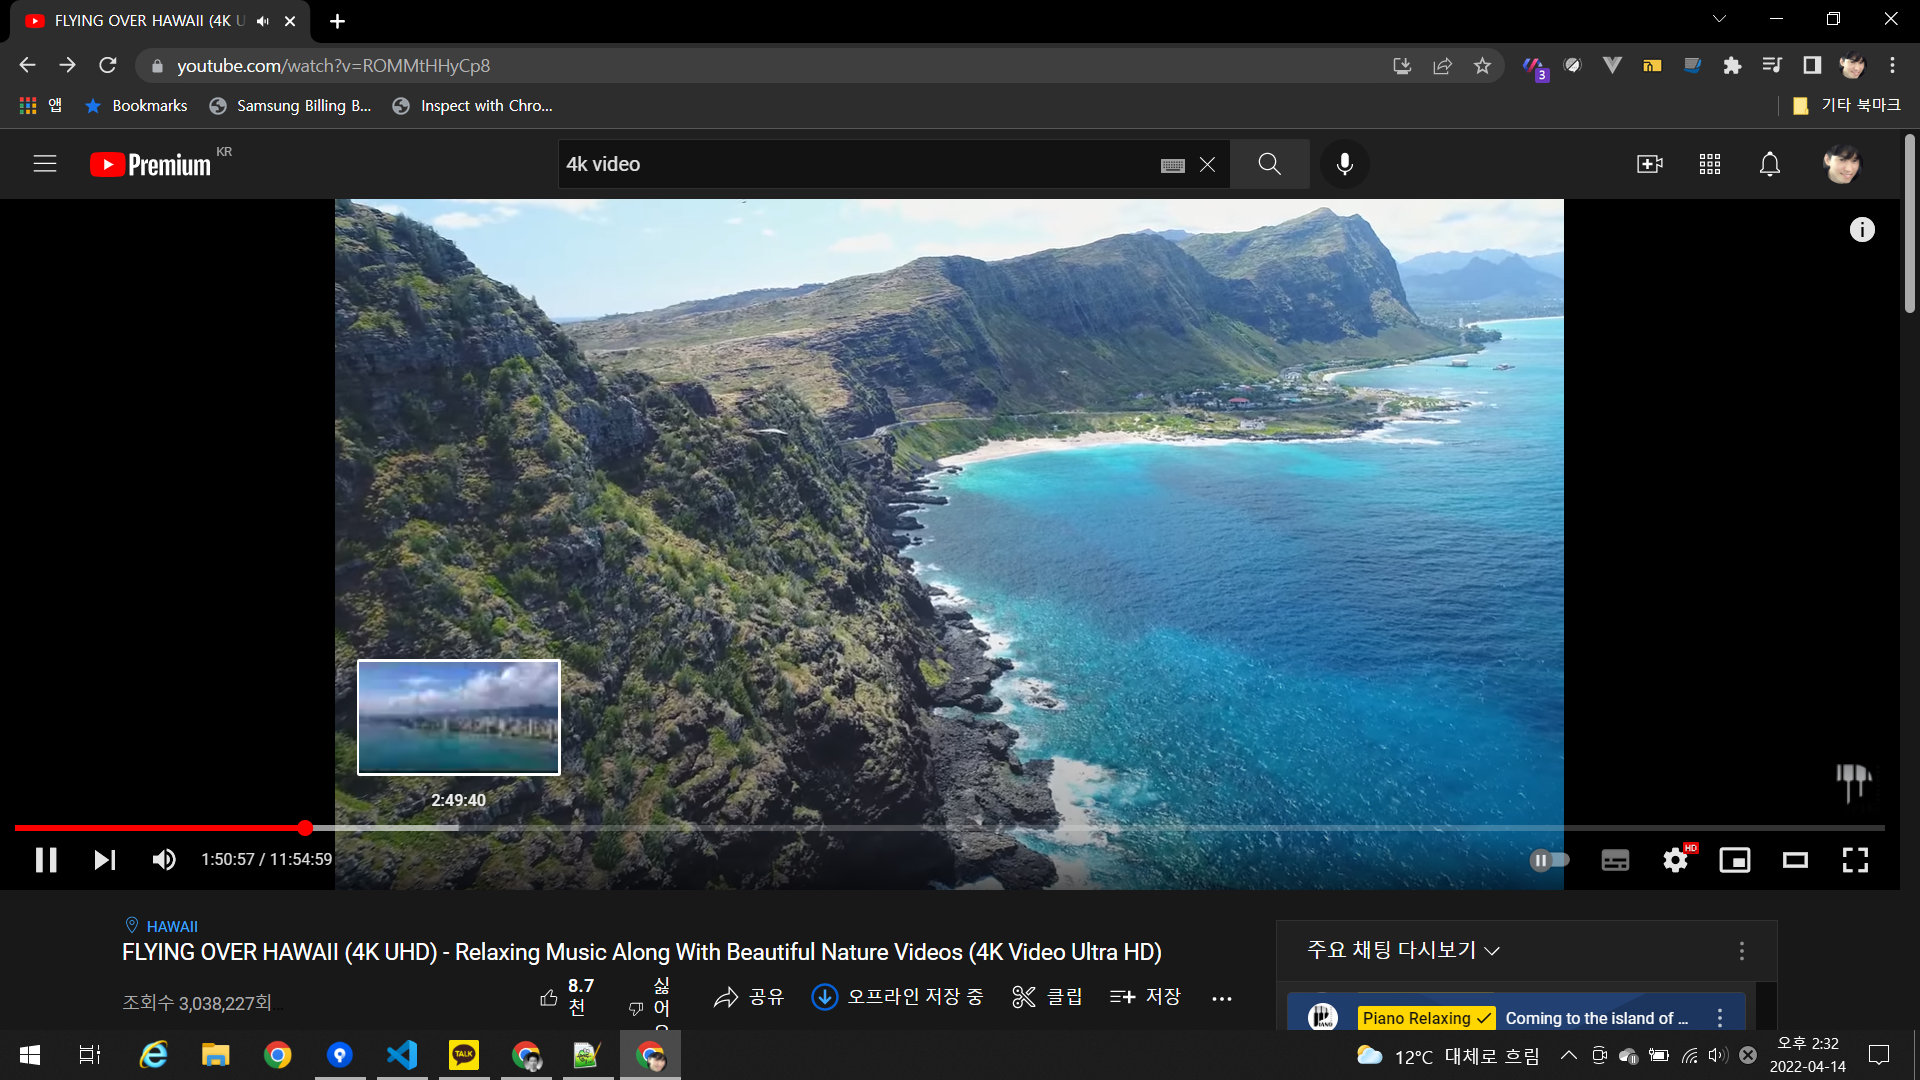 FLYING OVER HAWAII (4K U
youtube.com/watch?v=ROMMtHHyCp8
3
앱
Bookmarks
Samsung Billing B...
Inspect with Chro...
기타 북마크
Premium KR
4k video
2:49:40
1:50:57 / 11:54:59
HD
HAWAII
FLYING OVER HAWAII (4K UHD) - Relaxing Music Along With Beautiful Nature Videos (4K Video Ultra HD)
조회수 3,038,227회
8.7
천
싫
어
공유
오프라인 저장 중
클립
저장
주요 채팅 다시보기
PIANO
Piano Relaxing
Coming to the island of ...
TALK
12°C 대체로 흐림
오후 2:32
2022-04-14